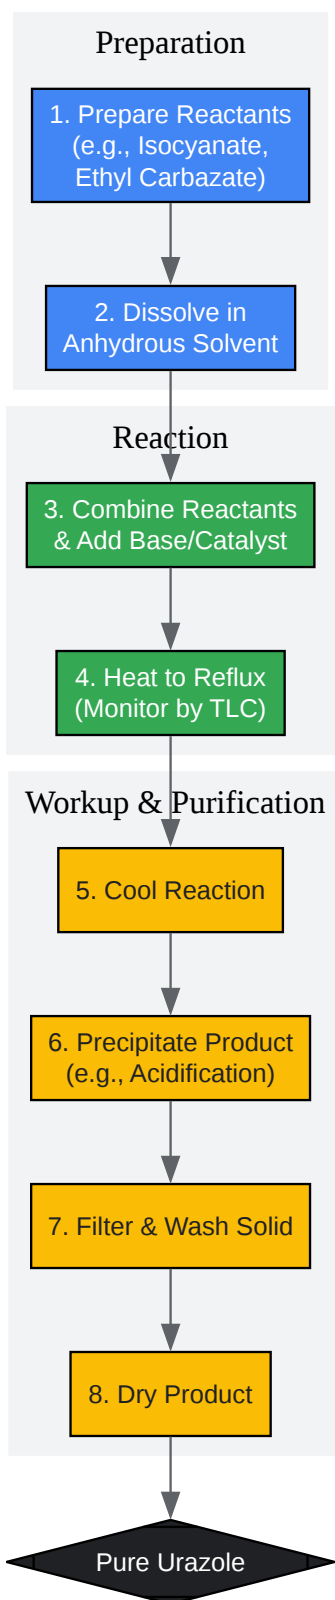 Preparation
1. Prepare Reactants
(e.g., Isocyanate,
Ethyl Carbazate)
2. Dissolve in
Anhydrous Solvent
Reaction
3. Combine Reactants
& Add Base/Catalyst
4. Heat to Reflux
(Monitor by TLC)
Workup & Purification
5. Cool Reaction
6. Precipitate Product
(e.g., Acidification)
7. Filter & Wash Solid
8. Dry Product
Pure Urazole